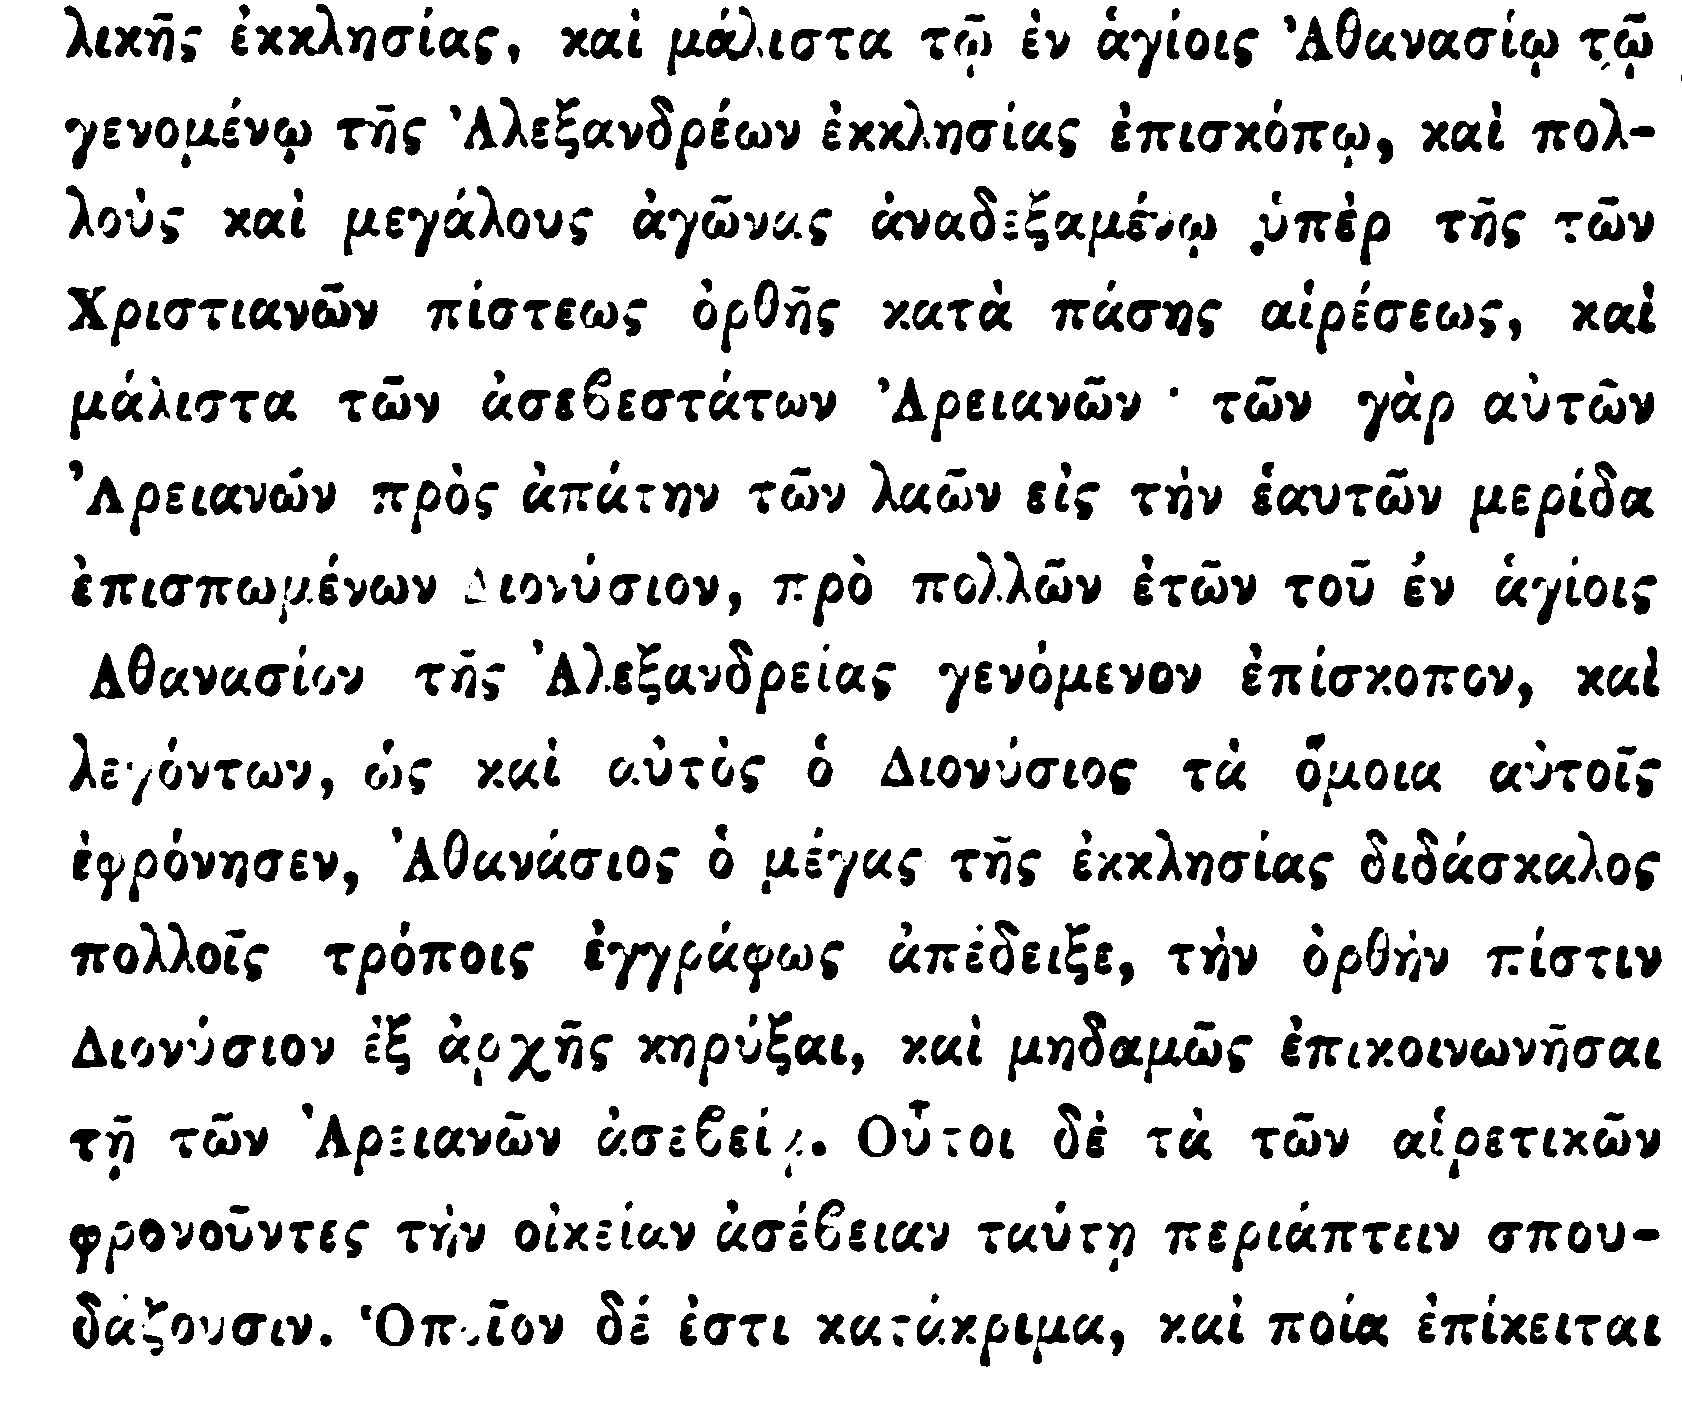 λικῆς ἐκκλησίας, καὶ μάλιστα τῷ ἐν ἁγίοις Ἀθανασίῳ τῷ
γενομένῳ τῆς Ἀλεξανδρέων ἐκκλησίας ἐπισκόπῳ, καὶ πολ-
λοὺς καὶ μεγάλους ἀγῶνας ἀναδεξαμένῳ ὑπὲρ τῆς τῶν
Χριστιανῶν πίστεως ὀρθῆς κατὰ πάσης αἱρέσεως, καὶ
μάλιστα τῶν ἀσεβεστάτων Ἀρειανῶν · τῶν γὰρ αὐτῶν
Ἀρειανῶν πρὸς ἀπάτην τῶν λαῶν εἰς τὴν ἑαυτῶν μερίδα
ἐπισπωμένων Διονύσιον, πρὸ πολλῶν ἐτῶν τοῦ ἐν ἁγίοις
Ἀθανασίου τῆς Ἀλεξανδρείας γενόμενον ἐπίσκοπον, καὶ
λεγόντων, ὡς καὶ αὐτὸς ὁ Διονύσιος τὰ ὅμοια αὐτοῖς
ἐφρόνησεν, Ἀθανάσιος ὁ μέγας τῆς ἐκκλησίας διδάσκαλος
πολλοῖς τρόποις ἐγγράφως ἀπέδειξε, τὴν ὀρθὴν πίστιν
Διονύσιον ἐξ ἀρχῆς κηρύξαι, καὶ μηδαμῶς ἐπικοινωνῆσαι
τῇ τῶν Ἀρειανῶν ἀσεβείᾳ. Οὗτοι δὲ τὰ τῶν αἱρετικῶν
φρονοῦντες τὴν οἰκείαν ἀσέβειαν ταύτῃ περιάπτειν σπου-
δάζουσιν. Ὁποῖον δέ ἐστι κατάκριμα, καὶ ποία ἐπίκειται